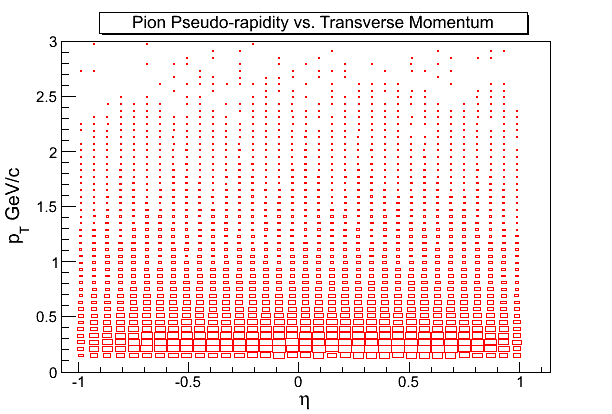 Pion Pseudo-rapidity vs. Transverse Momentum
3
2.5
2
1.5
1
0.5
0
p_T GeV/c
-1 -0.5 0 0.5 1
η